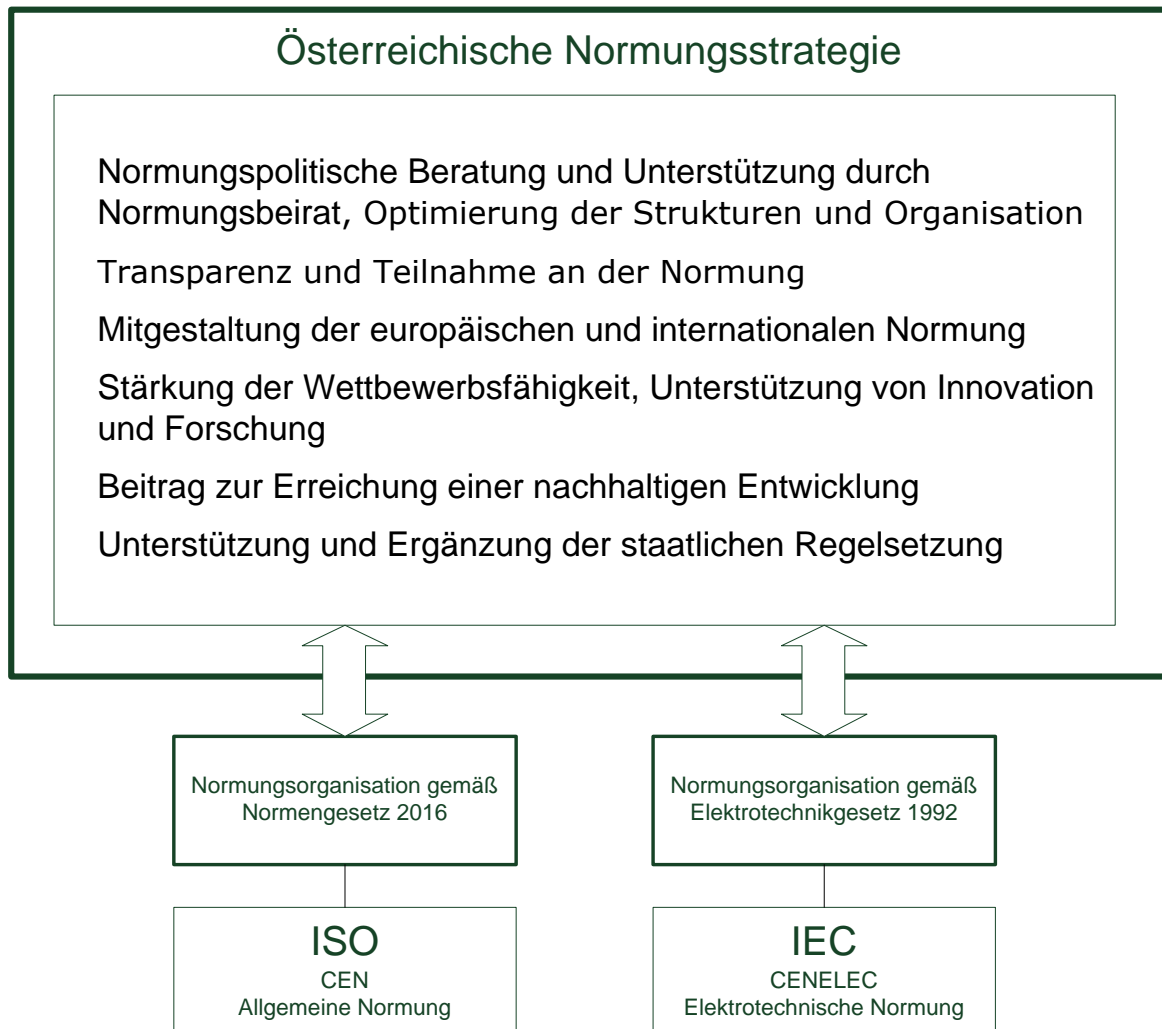 Österreichische Normungsstrategie
Normungspolitische Beratung und Unterstützung durch
Normungsbeirat, Optimierung der Strukturen und Organisation
Transparenz und Teilnahme an der Normung
Mitgestaltung der europäischen und internationalen Normung
Stärkung der Wettbewerbsfähigkeit, Unterstützung von Innovation
und Forschung
Beitrag zur Erreichung einer nachhaltigen Entwicklung
Unterstützung und Ergänzung der staatlichen Regelsetzung
Normungsorganisation gemäß
Normengesetz 2016
Normungsorganisation gemäß
Elektrotechnikgesetz 1992
ISO
CEN
Allgemeine Normung
IEC
CENELEC
Elektrotechnische Normung